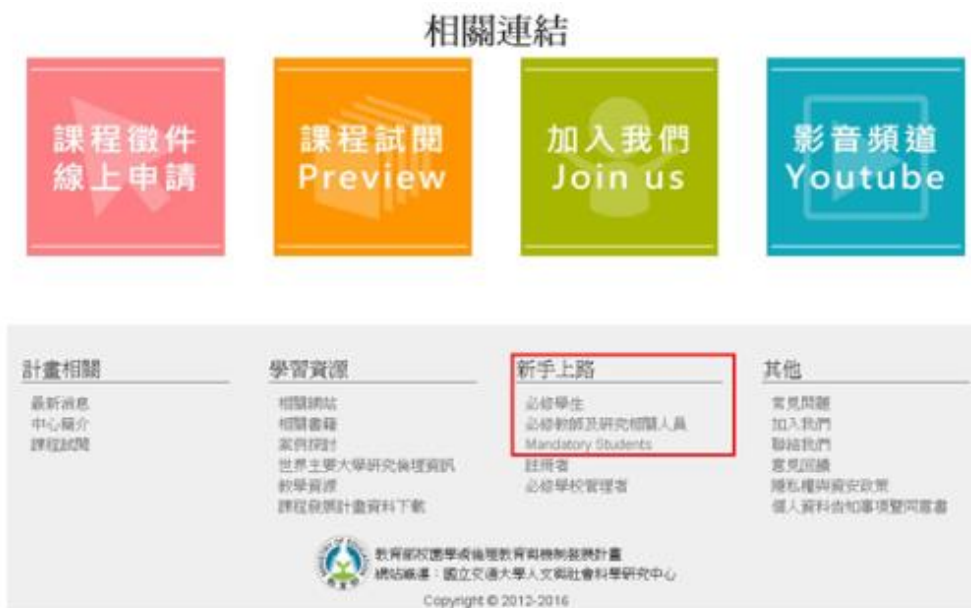 相關連結
課程徵件
線上申請
課程試閱
Preview
加入我們
Join us
影音頻道
Youtube
計畫相關
最新消息
中心簡介
課程試閱
學習資源
相關網站
相關書籍
案例探討
世界主要大學研究倫理資訊
教學資源
課程發展計畫資料下載
新手上路
必修學生
必修教師及研究相關人員
Mandatory Students
註冊者
必修學校管理者
其他
常見問題
加入我們
聯絡我們
意見回饋
隱私權與資安政策
個人資料告知事項暨同意書
教育部校園學術倫理教育與機制發展計畫
網站維運：國立交通大學人文與社會科學研究中心
Copyright © 2012-2016